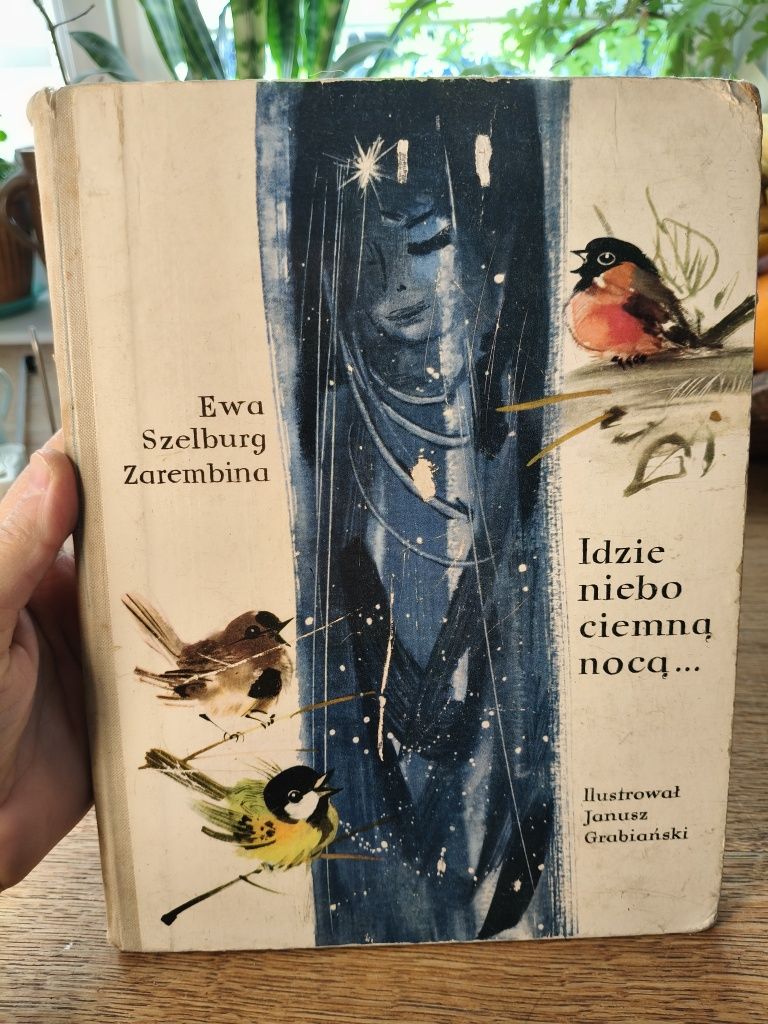 Ewa
Szelburg
Zarembina
Idzie
niebo
ciemną
nocą...
Ilustrował
Janusz
Grabiański